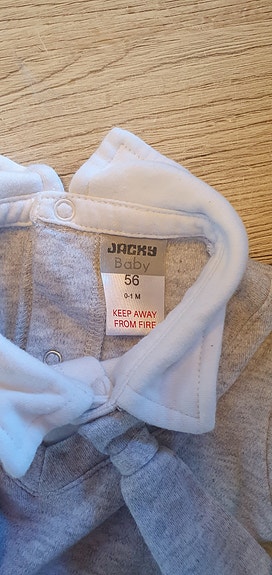 JACKY
Baby
56
0-1 M
KEEP AWAY
FROM FIRE